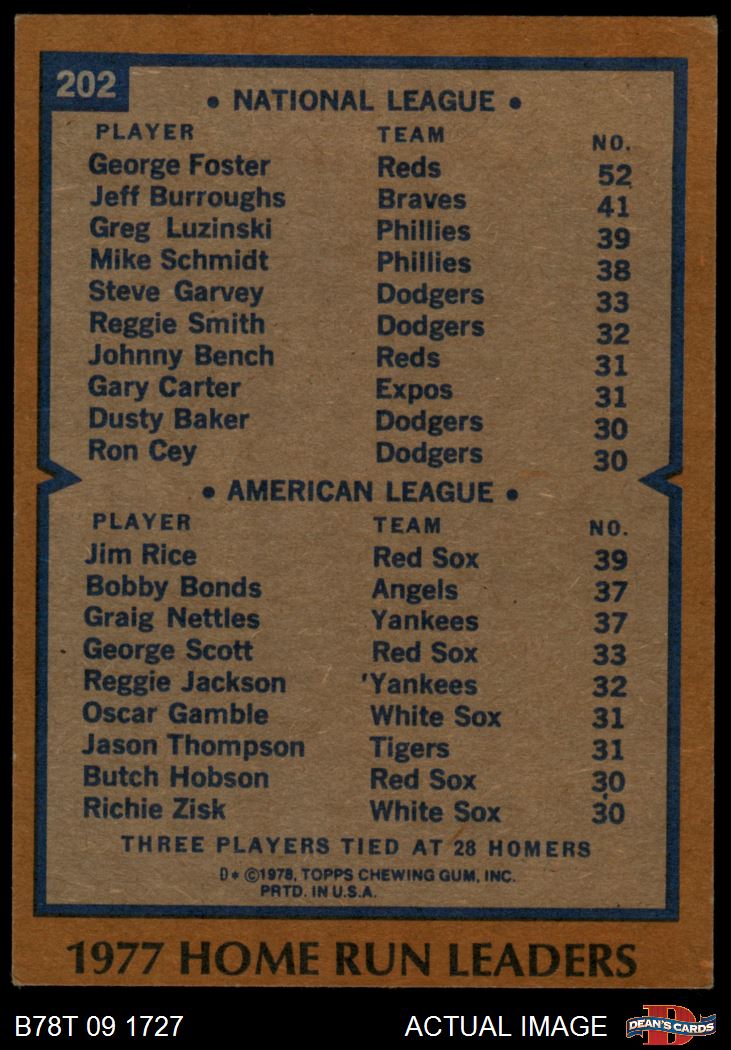 202
• NATIONAL LEAGUE •
PLAYER TEAM NO.
George Foster Reds 52
Jeff Burroughs Braves 41
Greg Luzinski Phillies 39
Mike Schmidt Phillies 38
Steve Garvey Dodgers 33
Reggie Smith Dodgers 32
Johnny Bench Reds 31
Gary Carter Expos 31
Dusty Baker Dodgers 30
Ron Cey Dodgers 30
• AMERICAN LEAGUE •
PLAYER TEAM NO.
Jim Rice Red Sox 39
Bobby Bonds Angels 37
Graig Nettles Yankees 37
George Scott Red Sox 33
Reggie Jackson Yankees 32
Oscar Gamble White Sox 31
Jason Thompson Tigers 31
Butch Hobson Red Sox 30
Richie Zisk White Sox 30
THREE PLAYERS TIED AT 28 HOMERS
D* ©1978, TOPPS CHEWING GUM, INC.
PRTD. IN U.S.A.
1977 HOME RUN LEADERS
B78T 09 1727 ACTUAL IMAGE D DEAN'S CARDS